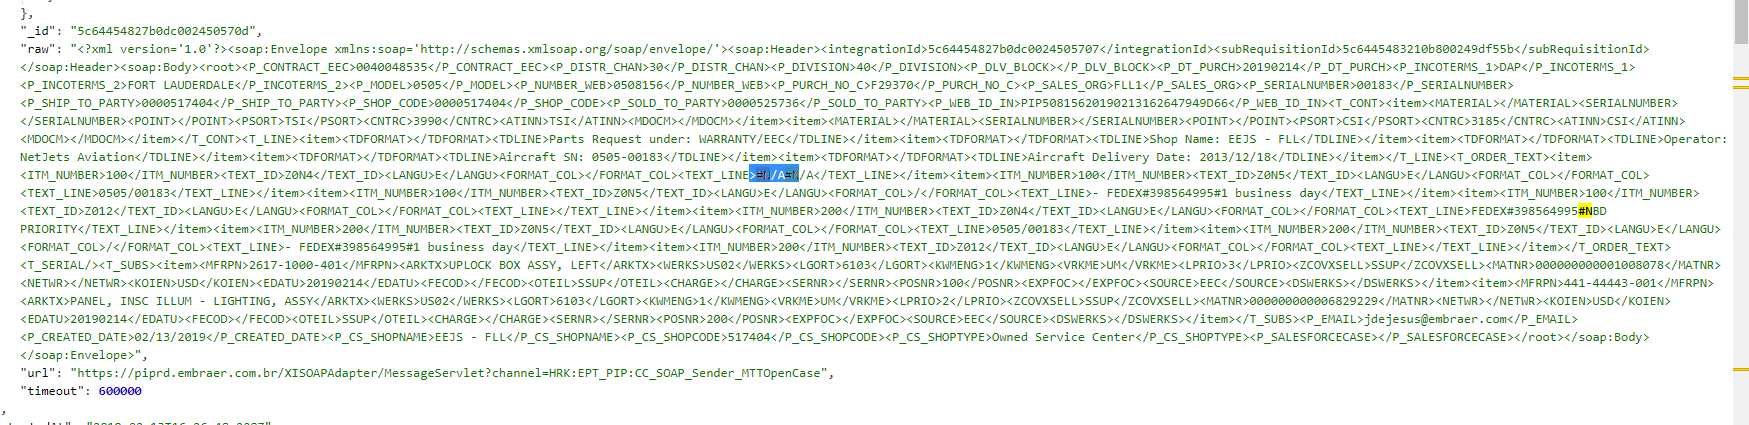 },
"_id": "5c64454827b0dc002450570d",
"raw": "<?xml version='1.0'?><soap:Envelope xmlns:soap='http://schemas.xmlsoap.org/soap/envelope/'><soap:Header><integrationId>5c64454827b0dc0024505707</integrationId><subRequisitionId>5c6445483210b800249df55b</subRequisitionId>
</soap:Header><soap:Body><root><P_CONTRACT_EEC>0040048535</P_CONTRACT_EEC><P_DISTR_CHAN>30</P_DISTR_CHAN><P_DIVISION>40</P_DIVISION><P_DLV_BLOCK></P_DLV_BLOCK><P_DT_PURCH>20190214</P_DT_PURCH><P_INCOTERMS_1>DAP</P_INCOTERMS_1>
<P_INCOTERMS_2>FORT LAUDERDALE</P_INCOTERMS_2><P_MODEL>0505</P_MODEL><P_NUMBER_WEB>0508156</P_NUMBER_WEB><P_PURCH_NO_C>F29370</P_PURCH_NO_C><P_SALES_ORG>FLL1</P_SALES_ORG><P_SERIALNUMBER>00183</P_SERIALNUMBER>
<P_SHIP_TO_PARTY>0000517404</P_SHIP_TO_PARTY><P_SHOP_CODE>0000517404</P_SHOP_CODE><P_SOLD_TO_PARTY>0000525736</P_SOLD_TO_PARTY><P_WEB_ID_IN>PIP50815620190213162647949D66</P_WEB_ID_IN><T_CONT><item><MATERIAL></MATERIAL><SERIALNUMBER>
</SERIALNUMBER><POINT></POINT><PSORT>TSI</PSORT><CNTRC>3990</CNTRC><ATINN>TSI</ATINN><MDOCM></MDOCM></item><item><MATERIAL></MATERIAL><SERIALNUMBER></SERIALNUMBER><POINT></POINT><PSORT>CSI</PSORT><CNTRC>3185</CNTRC><ATINN>CSI</ATINN>
<MDOCM></MDOCM></item></T_CONT><T_LINE><item><TDFORMAT></TDFORMAT><TDLINE>Parts Request under: WARRANTY/EEC</TDLINE></item><item><TDFORMAT></TDFORMAT><TDLINE>Shop Name: EEJS - FLL</TDLINE></item><item><TDFORMAT></TDFORMAT><TDLINE>Operator:
NetJets Aviation</TDLINE></item><item><TDFORMAT></TDFORMAT><TDLINE>Aircraft SN: 0505-00183</TDLINE></item><item><TDFORMAT></TDFORMAT><TDLINE>Aircraft Delivery Date: 2013/12/18</TDLINE></item></T_LINE><T_ORDER_TEXT><item>
<ITM_NUMBER>100</ITM_NUMBER><TEXT_ID>Z0N4</TEXT_ID><LANGU>E</LANGU><FORMAT_COL></FORMAT_COL><TEXT_LINE>#N/A#N/A</TEXT_LINE></item><item><ITM_NUMBER>100</ITM_NUMBER><TEXT_ID>Z0N5</TEXT_ID><LANGU>E</LANGU><FORMAT_COL></FORMAT_COL>
<TEXT_LINE>0505/00183</TEXT_LINE></item><item><ITM_NUMBER>100</ITM_NUMBER><TEXT_ID>Z0N5</TEXT_ID><LANGU>E</LANGU><FORMAT_COL>/</FORMAT_COL><TEXT_LINE>- FEDEX#398564995#1 business day</TEXT_LINE></item><item><ITM_NUMBER>100</ITM_NUMBER>
<TEXT_ID>Z012</TEXT_ID><LANGU>E</LANGU><FORMAT_COL></FORMAT_COL><TEXT_LINE></TEXT_LINE></item><item><ITM_NUMBER>200</ITM_NUMBER><TEXT_ID>Z0N4</TEXT_ID><LANGU>E</LANGU><FORMAT_COL></FORMAT_COL><TEXT_LINE>FEDEX#398564995#NBD
PRIORITY</TEXT_LINE></item><item><ITM_NUMBER>200</ITM_NUMBER><TEXT_ID>Z0N5</TEXT_ID><LANGU>E</LANGU><FORMAT_COL></FORMAT_COL><TEXT_LINE>0505/00183</TEXT_LINE></item><item><ITM_NUMBER>200</ITM_NUMBER><TEXT_ID>Z0N5</TEXT_ID><LANGU>E</LANGU>
<FORMAT_COL>/</FORMAT_COL><TEXT_LINE>- FEDEX#398564995#1 business day</TEXT_LINE></item><item><ITM_NUMBER>200</ITM_NUMBER><TEXT_ID>Z012</TEXT_ID><LANGU>E</LANGU><FORMAT_COL></FORMAT_COL><TEXT_LINE></TEXT_LINE></item></T_ORDER_TEXT>
<T_SERIAL/><T_SUBS><item><MFRPN>2617-1000-401</MFRPN><ARKTX>UPLOCK BOX ASSY, LEFT</ARKTX><WERKS>US02</WERKS><LGORT>6103</LGORT><KWMENG>1</KWMENG><VRKME>UM</VRKME><LPRIO>3</LPRIO><ZCOVXSELL>SSUP</ZCOVXSELL><MATNR>000000000001008078</MATNR>
<NETWR></NETWR><KOIEN>USD</KOIEN><EDATU>20190214</EDATU><FECOD></FECOD><OTEIL>SSUP</OTEIL><CHARGE></CHARGE><SERNR></SERNR><POSNR>100</POSNR><EXPFOC></EXPFOC><SOURCE>EEC</SOURCE><DSWERKS></DSWERKS></item><item><MFRPN>441-44443-001</MFRPN>
<ARKTX>PANEL, INSC ILLUM - LIGHTING, ASSY</ARKTX><WERKS>US02</WERKS><LGORT>6103</LGORT><KWMENG>1</KWMENG><VRKME>UM</VRKME><LPRIO>2</LPRIO><ZCOVXSELL>SSUP</ZCOVXSELL><MATNR>000000000006829229</MATNR><NETWR></NETWR><KOIEN>USD</KOIEN>
<EDATU>20190214</EDATU><FECOD></FECOD><OTEIL>SSUP</OTEIL><CHARGE></CHARGE><SERNR></SERNR><POSNR>200</POSNR><EXPFOC></EXPFOC><SOURCE>EEC</SOURCE><DSWERKS></DSWERKS></item></T_SUBS><P_EMAIL>jdejesus@embraer.com</P_EMAIL>
<P_CREATED_DATE>02/13/2019</P_CREATED_DATE><P_CS_SHOPNAME>EEJS - FLL</P_CS_SHOPNAME><P_CS_SHOPCODE>517404</P_CS_SHOPCODE><P_CS_SHOPTYPE>Owned Service Center</P_CS_SHOPTYPE><P_SALESFORCECASE></P_SALESFORCECASE></root></soap:Body>
</soap:Envelope>",
"url": "https://piprd.embraer.com.br/XISOAPAdapter/MessageServlet?channel=HRK:EPT_PIP:CC_SOAP_Sender_MTTOpenCase",
"timeout": 600000
,